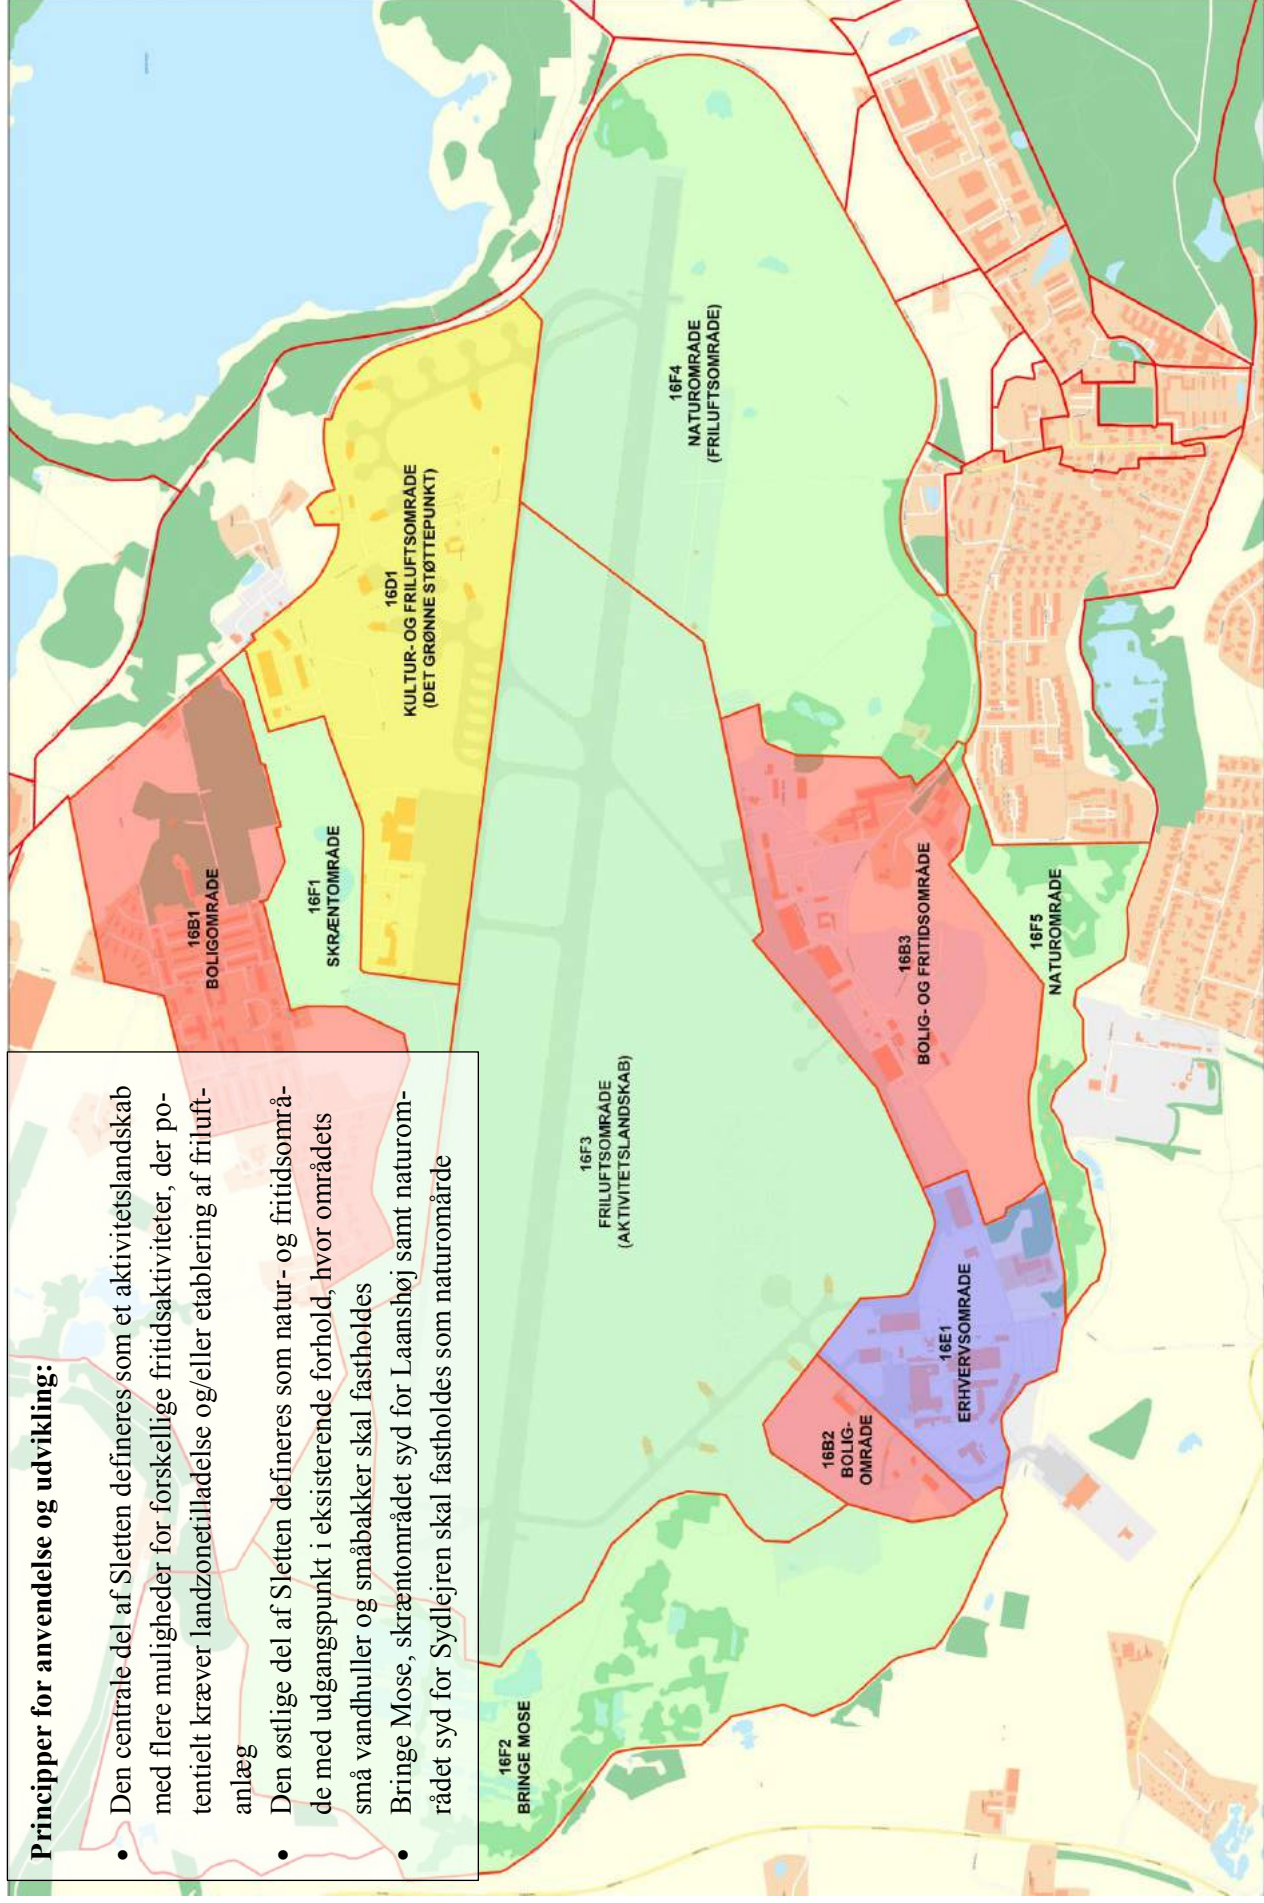 Principper for anvendelse og udvikling:
• Den centrale del af Sletten defineres som et aktivitetslandskab
med flere muligheder for forskellige fritidsaktiviteter, der po-
tentielt kræver landzonetilladelse og/eller etablering af friluft-
anlæg
• Den østlige del af Sletten defineres som natur- og fritidsområ-
de med udgangspunkt i eksisterende forhold, hvor områdets
små vandhuller og småbakker skal fastholdes
• Bringe Mose, skræntområdet syd for Laanshøj samt naturom-
rådet syd for Sydlejren skal fastholdes som naturomårde
16B1
BOLIGOMRÅDE
16F1
SKRÆNTOMRÅDE
16D1
KULTUR- OG FRILUFTSOMRÅDE
(DET GRØNNE STØTTEPUNKT)
16F2
BRINGE MOSE
16F3
FRILUFTSOMRÅDE
(AKTIVITETSLANDSKAB)
16F4
NATUROMRÅDE
(FRILUFTSOMRÅDE)
16B2
BOLIG-
OMRÅDE
16E1
ERHVERVSOMRÅDE
16B3
BOLIG- OG FRITIDSOMRÅDE
16F5
NATUROMRÅDE